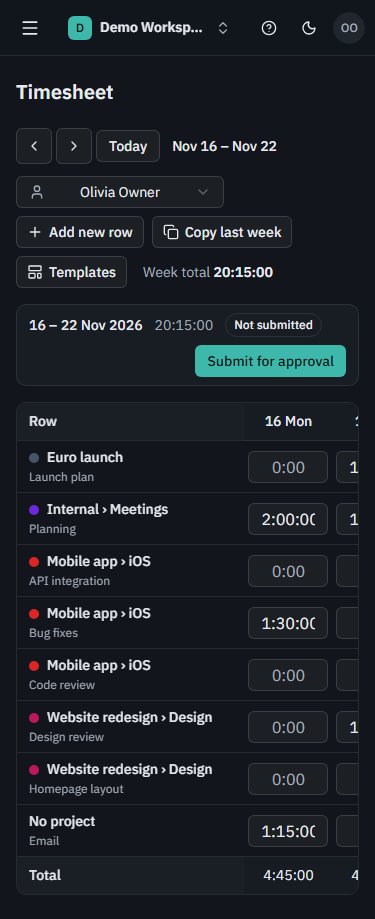 D Demo Worksp... OO
Timesheet
Today Nov 16 – Nov 22
Olivia Owner
Add new row Copy last week
Templates Week total 20:15:00
16 – 22 Nov 2026 20:15:00 Not submitted
Submit for approval
Row 16 Mon
Euro launch
Launch plan
0:00
Internal › Meetings
Planning
2:00:00
Mobile app › iOS
API integration
0:00
Mobile app › iOS
Bug fixes
1:30:00
Mobile app › iOS
Code review
0:00
Website redesign › Design
Design review
0:00
Website redesign › Design
Homepage layout
0:00
No project
Email
1:15:00
Total 4:45:00